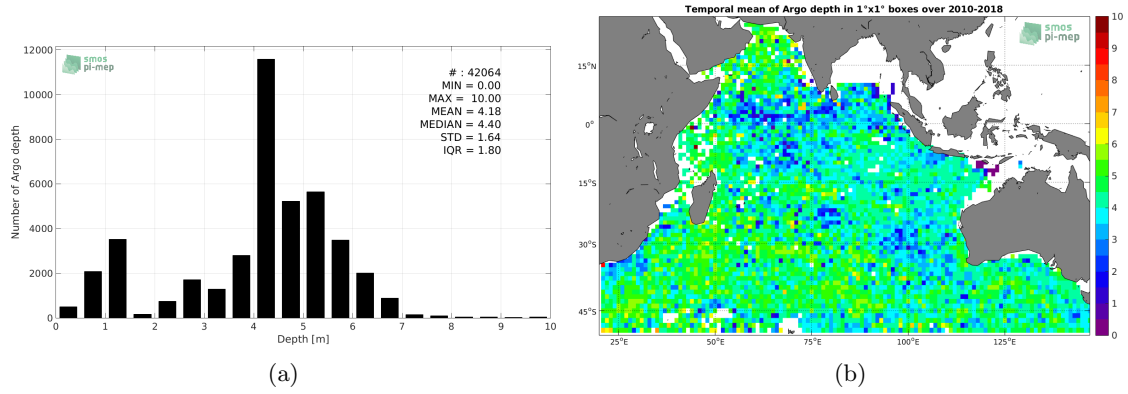 12000
10000
8000
6000
4000
2000
0
Number of Argo depth
smos
pi-mep
# : 42064
MIN = 0.00
MAX = 10.00
MEAN = 4.18
MEDIAN = 4.40
STD = 1.64
IQR = 1.80
0 1 2 3 4 5 6 7 8 9 10
Depth [m]
(a)
Temporal mean of Argo depth in 1°x1° boxes over 2010-2018
smos
pi-mep
15°N
0°
15°S
30°S
45°S
25°E 50°E 75°E 100°E 125°E
10
9
8
7
6
5
4
3
2
1
0
(b)